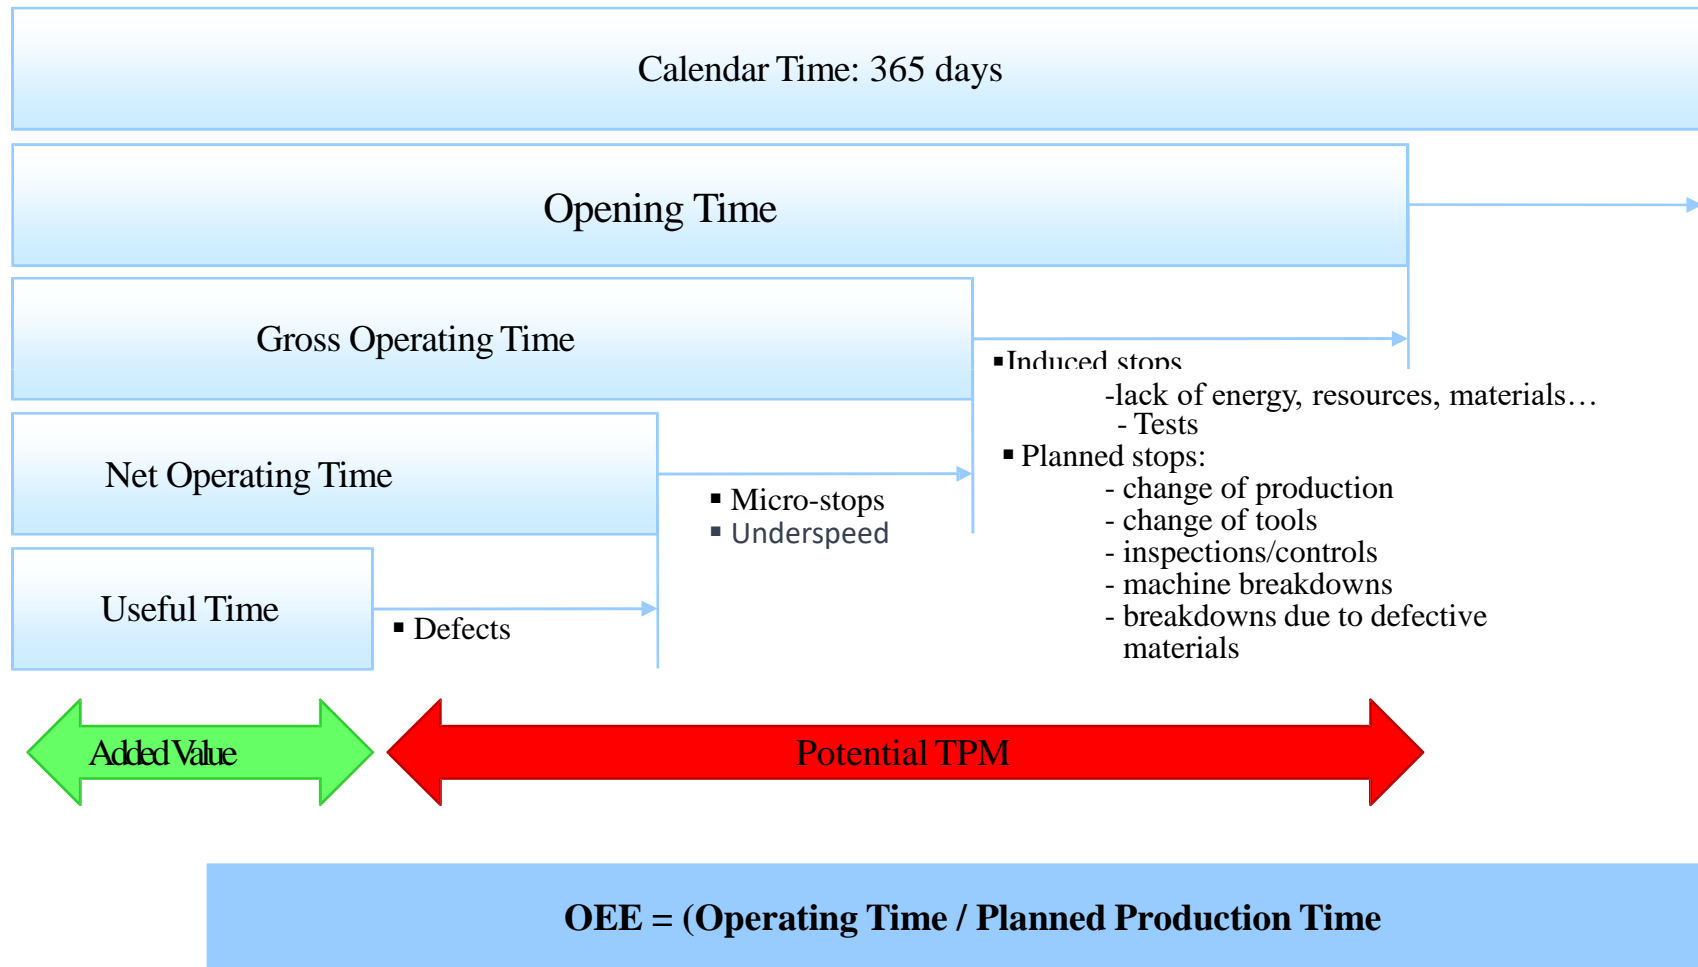 Calendar Time: 365 days
Opening Time
Gross Operating Time
▪Induced stops
-lack of energy, resources, materials…
- Tests
▪ Planned stops:
- change of production
- change of tools
- inspections/controls
- machine breakdowns
- breakdowns due to defective
materials
Net Operating Time
▪ Micro-stops
▪ Underspeed
Useful Time
▪ Defects
Added Value
Potential TPM
OEE = (Operating Time / Planned Production Time